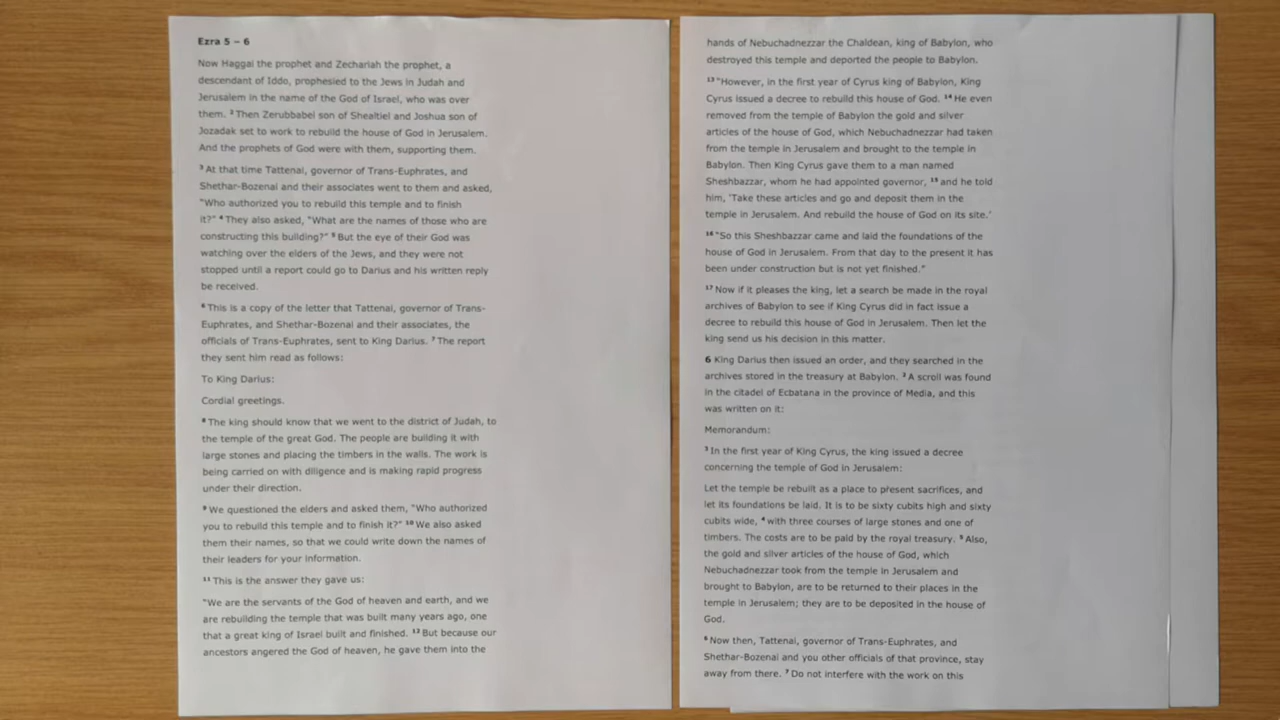 Ezra 5 – 6
Now Haggai the prophet and Zechariah the prophet, a
descendant of Iddo, prophesied to the Jews in Judah and
Jerusalem in the name of the God of Israel, who was over
them. ² Then Zerubbabel son of Shealtiel and Joshua son of
Jozadak set to work to rebuild the house of God in Jerusalem.
And the prophets of God were with them, supporting them.
³ At that time Tattenai, governor of Trans-Euphrates, and
Shethar-Bozenai and their associates went to them and asked,
"Who authorized you to rebuild this temple and to finish
it?" ⁴ They also asked, "What are the names of those who are
constructing this building?" ⁵ But the eye of their God was
watching over the elders of the Jews, and they were not
stopped until a report could go to Darius and his written reply
be received.
⁶ This is a copy of the letter that Tattenai, governor of Trans-
Euphrates, and Shethar-Bozenai and their associates, the
officials of Trans-Euphrates, sent to King Darius. ⁷ The report
they sent him read as follows:
To King Darius:
Cordial greetings.
⁸ The king should know that we went to the district of Judah, to
the temple of the great God. The people are building it with
large stones and placing the timbers in the walls. The work is
being carried on with diligence and is making rapid progress
under their direction.
⁹ We questioned the elders and asked them, "Who authorized
you to rebuild this temple and to finish it?" ¹⁰ We also asked
them their names, so that we could write down the names of
their leaders for your information.
¹¹ This is the answer they gave us:
"We are the servants of the God of heaven and earth, and we
are rebuilding the temple that was built many years ago, one
that a great king of Israel built and finished. ¹² But because our
ancestors angered the God of heaven, he gave them into the
hands of Nebuchadnezzar the Chaldean, king of Babylon, who
destroyed this temple and deported the people to Babylon.
¹³ "However, in the first year of Cyrus king of Babylon, King
Cyrus issued a decree to rebuild this house of God. ¹⁴ He even
removed from the temple of Babylon the gold and silver
articles of the house of God, which Nebuchadnezzar had taken
from the temple in Jerusalem and brought to the temple in
Babylon. Then King Cyrus gave them to a man named
Sheshbazzar, whom he had appointed governor, ¹⁵ and he told
him, 'Take these articles and go and deposit them in the
temple in Jerusalem. And rebuild the house of God on its site.'
¹⁶ "So this Sheshbazzar came and laid the foundations of the
house of God in Jerusalem. From that day to the present it has
been under construction but is not yet finished."
¹⁷ Now if it pleases the king, let a search be made in the royal
archives of Babylon to see if King Cyrus did in fact issue a
decree to rebuild this house of God in Jerusalem. Then let the
king send us his decision in this matter.
6 King Darius then issued an order, and they searched in the
archives stored in the treasury at Babylon. ² A scroll was found
in the citadel of Ecbatana in the province of Media, and this
was written on it:
Memorandum:
³ In the first year of King Cyrus, the king issued a decree
concerning the temple of God in Jerusalem:
Let the temple be rebuilt as a place to present sacrifices, and
let its foundations be laid. It is to be sixty cubits high and sixty
cubits wide, ⁴ with three courses of large stones and one of
timbers. The costs are to be paid by the royal treasury. ⁵ Also,
the gold and silver articles of the house of God, which
Nebuchadnezzar took from the temple in Jerusalem and
brought to Babylon, are to be returned to their places in the
temple in Jerusalem; they are to be deposited in the house of
God.
⁶ Now then, Tattenai, governor of Trans-Euphrates, and
Shethar-Bozenai and you other officials of that province, stay
away from there. ⁷ Do not interfere with the work on this